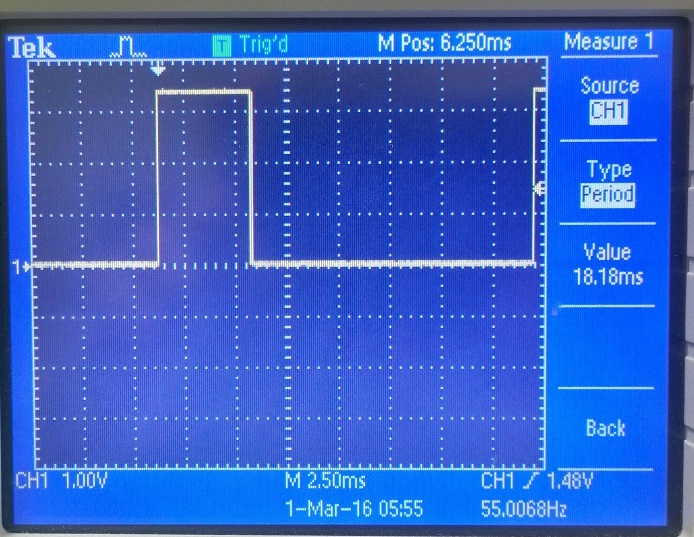 Tek T Trig'd M Pos: 6.250ms Measure 1
Source
CH1
Type
Period
1
Value
18.18ms
Back
CH1 1.00V M 2.50ms CH1 1.48V
1-Mar-16 05:55 55.0068Hz